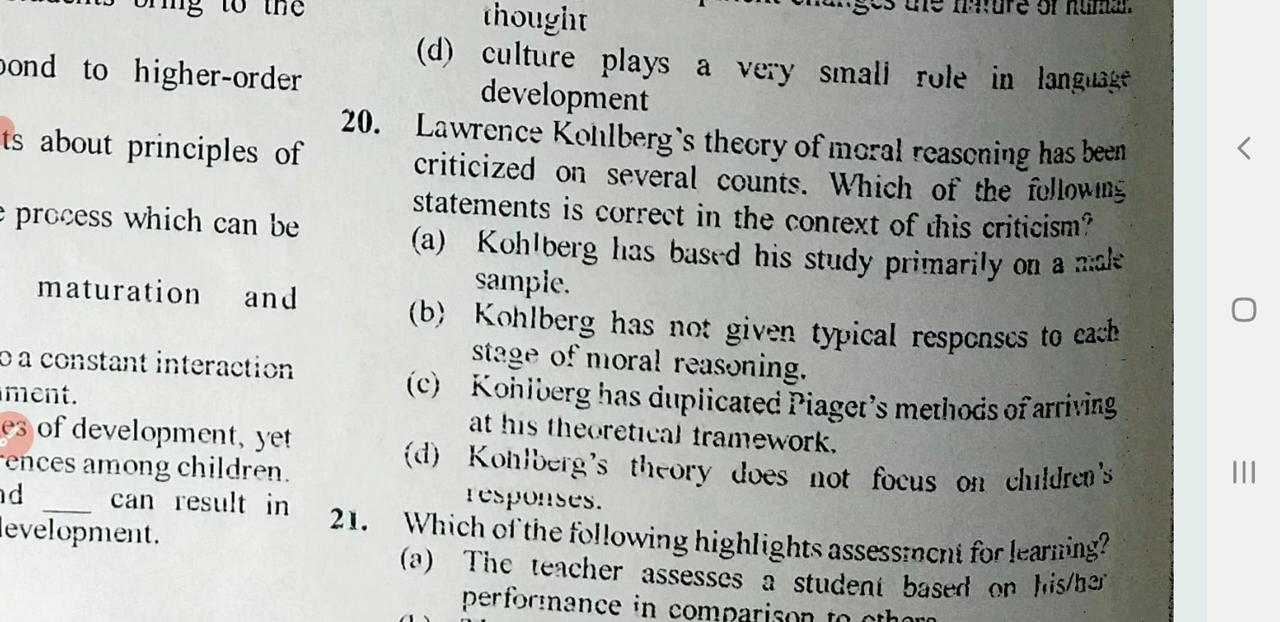 to the
ond to higher-order
ts about principles of
process which can be
maturation and
a constant interaction
ment.
es of development, yet
rences among children.
nd ____ can result in
development.
thought
(d) culture plays a very small role in language
development
20. Lawrence Kohlberg's theory of moral reasoning has been
criticized on several counts. Which of the following
statements is correct in the context of this criticism?
(a) Kohlberg has based his study primarily on a male
sample.
(b) Kohlberg has not given typical responses to each
stage of moral reasoning.
(c) Kohlberg has duplicated Piaget's methods of arriving
at his theoretical framework.
(d) Kohlberg's theory does not focus on children's
responses.
21. Which of the following highlights assessment for learning?
(a) The teacher assesses a student based on his/her
performance in comparison to others